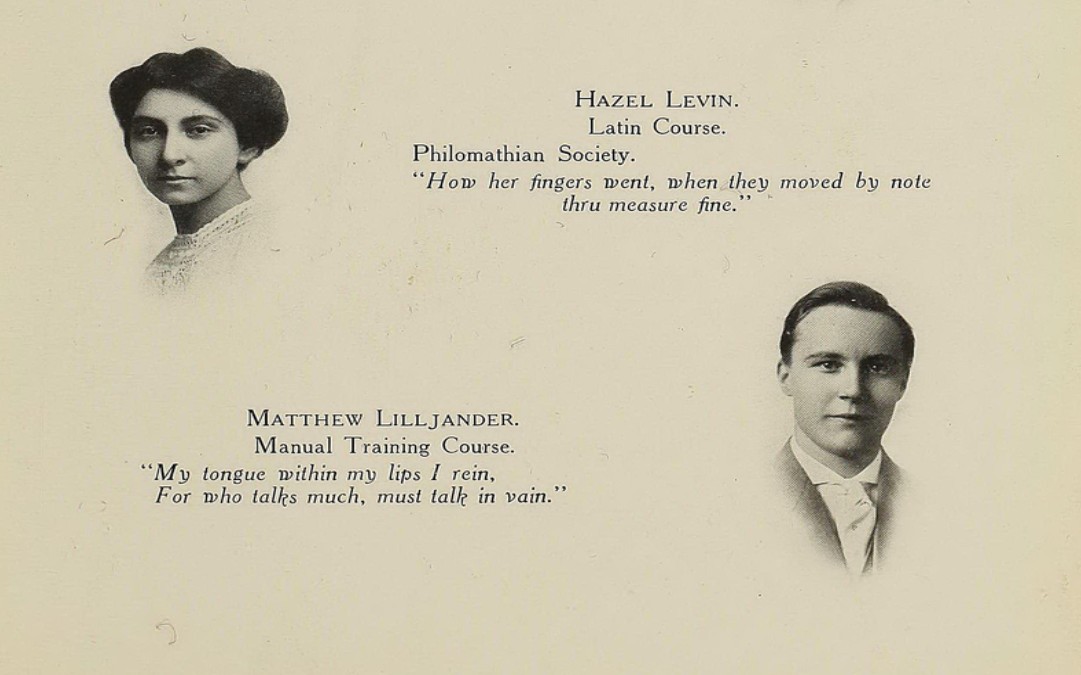 HAZEL LEVIN.
Latin Course.
Philomathian Society.
“How her fingers went, when they moved by note
thru measure fine.”
MATTHEW LILLJANDER.
Manual Training Course.
“My tongue within my lips I rein,
For who talks much, must talk in vain.”